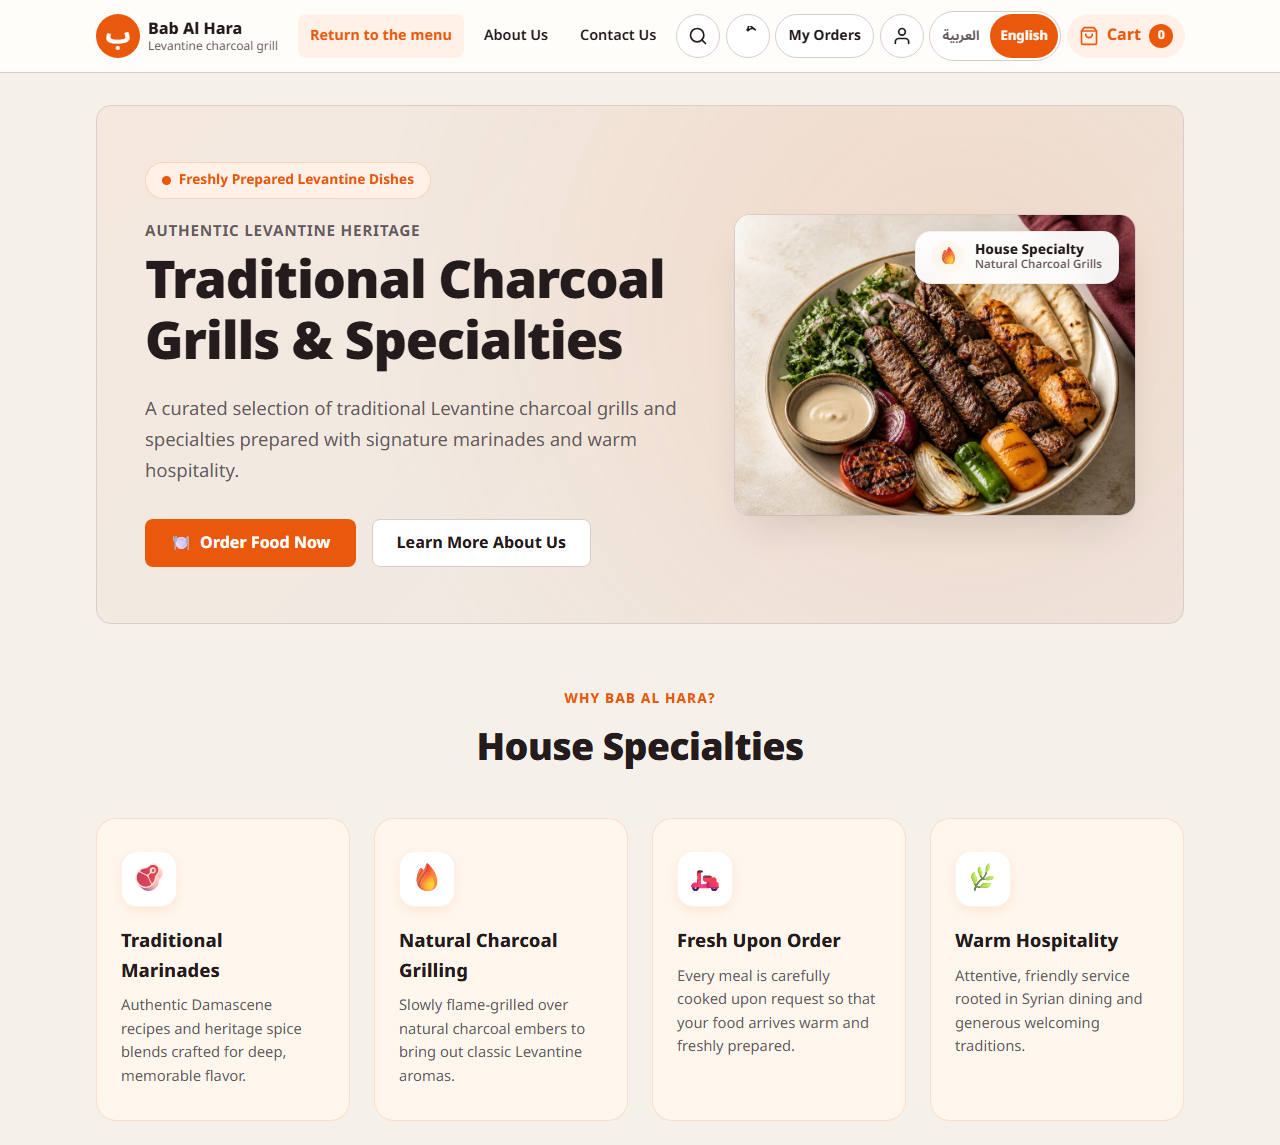 Bab Al Hara
Levantine charcoal grill
Return to the menu
About Us
Contact Us
My Orders
العربية
English
Cart 0
Freshly Prepared Levantine Dishes
AUTHENTIC LEVANTINE HERITAGE
Traditional Charcoal
Grills & Specialties
A curated selection of traditional Levantine charcoal grills and
specialties prepared with signature marinades and warm
hospitality.
Order Food Now
Learn More About Us
House Specialty
Natural Charcoal Grills
WHY BAB AL HARA?
House Specialties
Traditional
Marinades
Authentic Damascene
recipes and heritage spice
blends crafted for deep,
memorable flavor.
Natural Charcoal
Grilling
Slowly flame-grilled over
natural charcoal embers to
bring out classic Levantine
aromas.
Fresh Upon Order
Every meal is carefully
cooked upon request so that
your food arrives warm and
freshly prepared.
Warm Hospitality
Attentive, friendly service
rooted in Syrian dining and
generous welcoming
traditions.